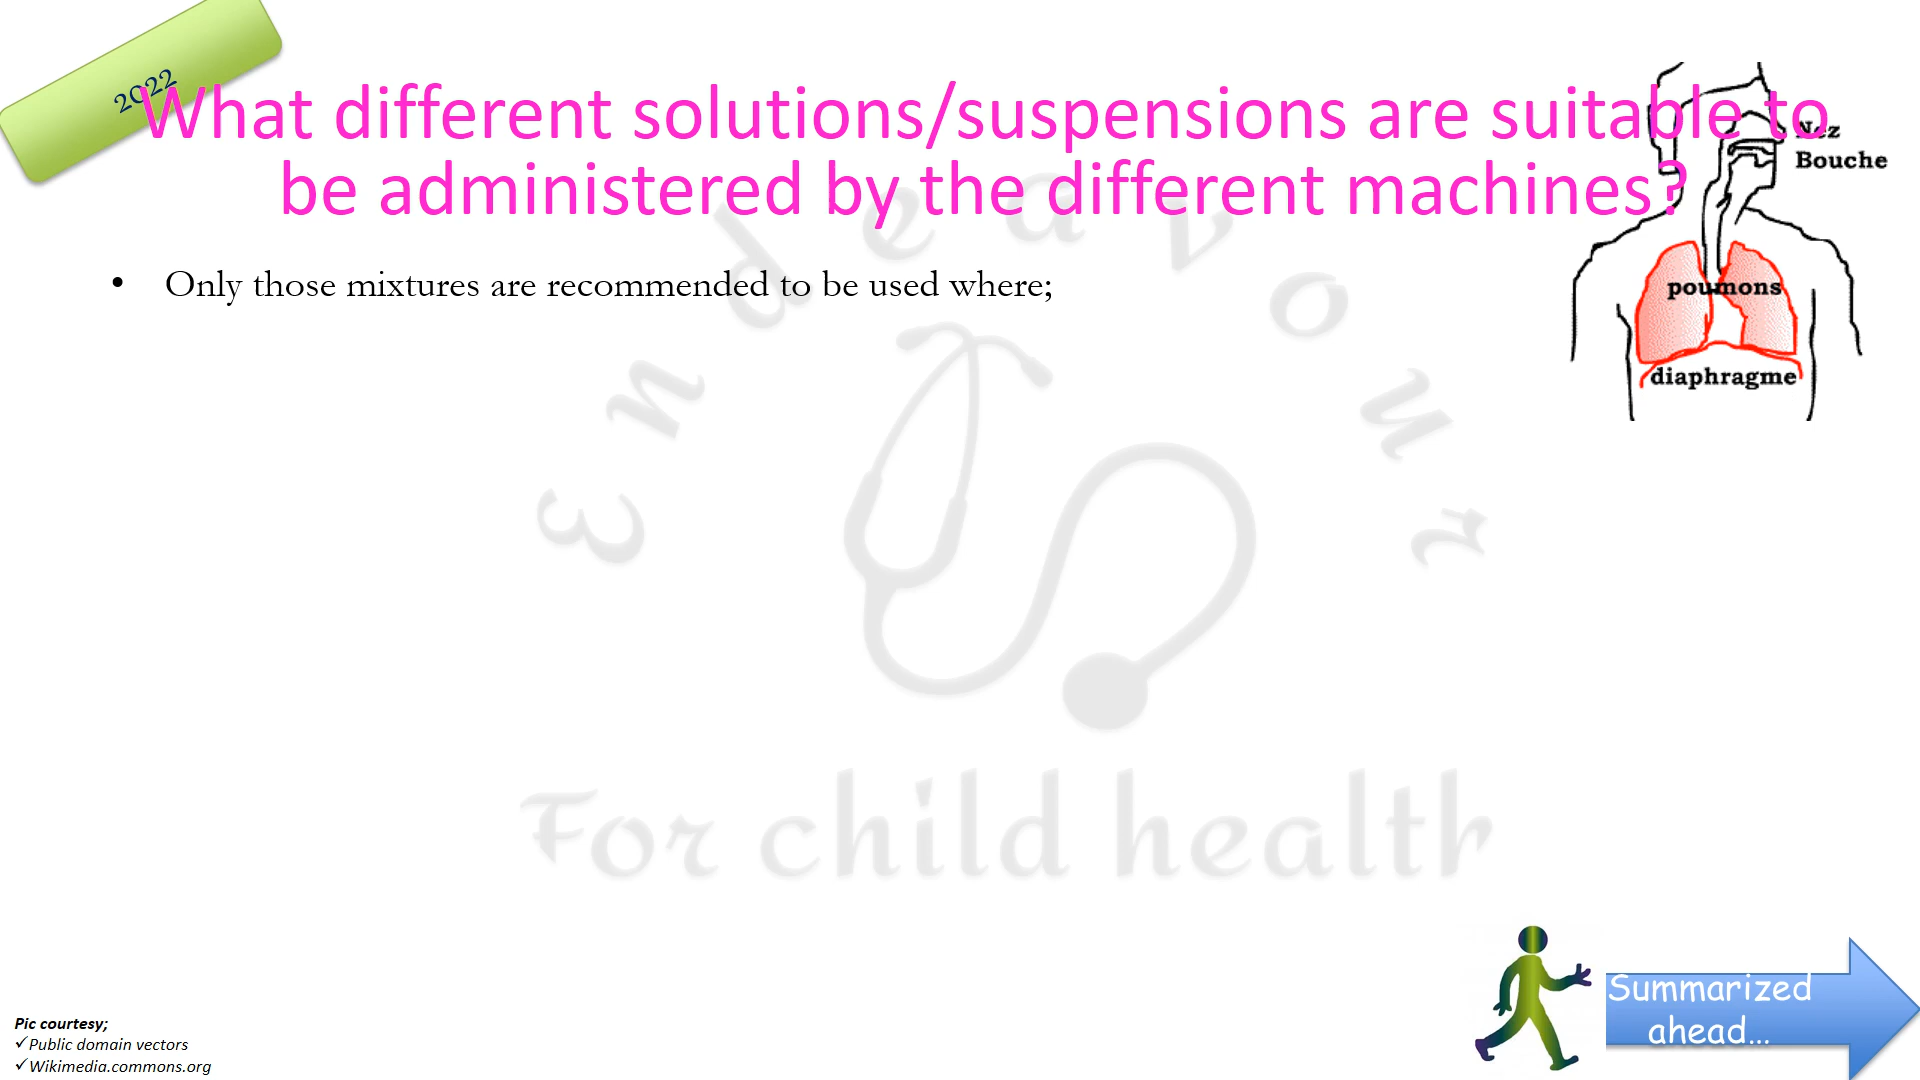 2022
What different solutions/suspensions are suitable to
be administered by the different machines?
Nez
Bouche
poumons
diaphragme
• Only those mixtures are recommended to be used where;
Endeavour
For child health
Summarized
ahead...
Pic courtesy;
✓Public domain vectors
✓Wikimedia.commons.org